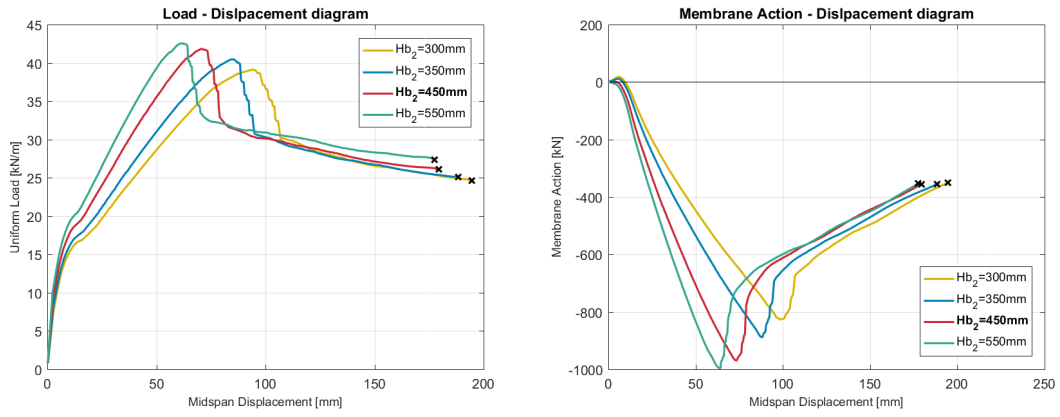 Load - Dislpacement diagram
45
40
35
30
25
20
15
10
5
0
Uniform Load [kN/m]
0 50 100 150 200
Midspan Displacement [mm]
Hb2=300mm
Hb2=350mm
Hb2=450mm
Hb2=550mm
Membrane Action - Dislpacement diagram
200
0
-200
-400
-600
-800
-1000
Membrane Action [kN]
0 50 100 150 200 250
Midspan Displacement [mm]
Hb2=300mm
Hb2=350mm
Hb2=450mm
Hb2=550mm